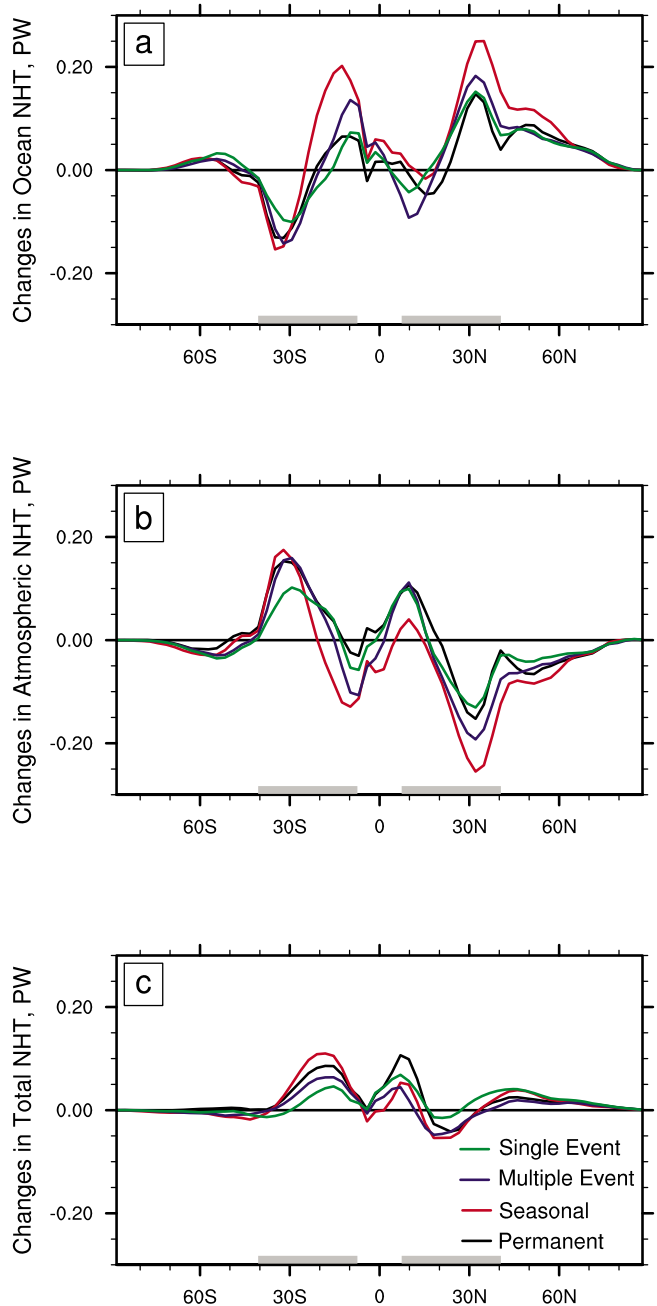 a
Changes in Ocean NHT, PW
0.20
0.00
-0.20
60S 30S 0 30N 60N
b
Changes in Atmospheric NHT, PW
0.20
0.00
-0.20
60S 30S 0 30N 60N
c
Changes in Total NHT, PW
0.20
0.00
-0.20
Single Event
Multiple Event
Seasonal
Permanent
60S 30S 0 30N 60N